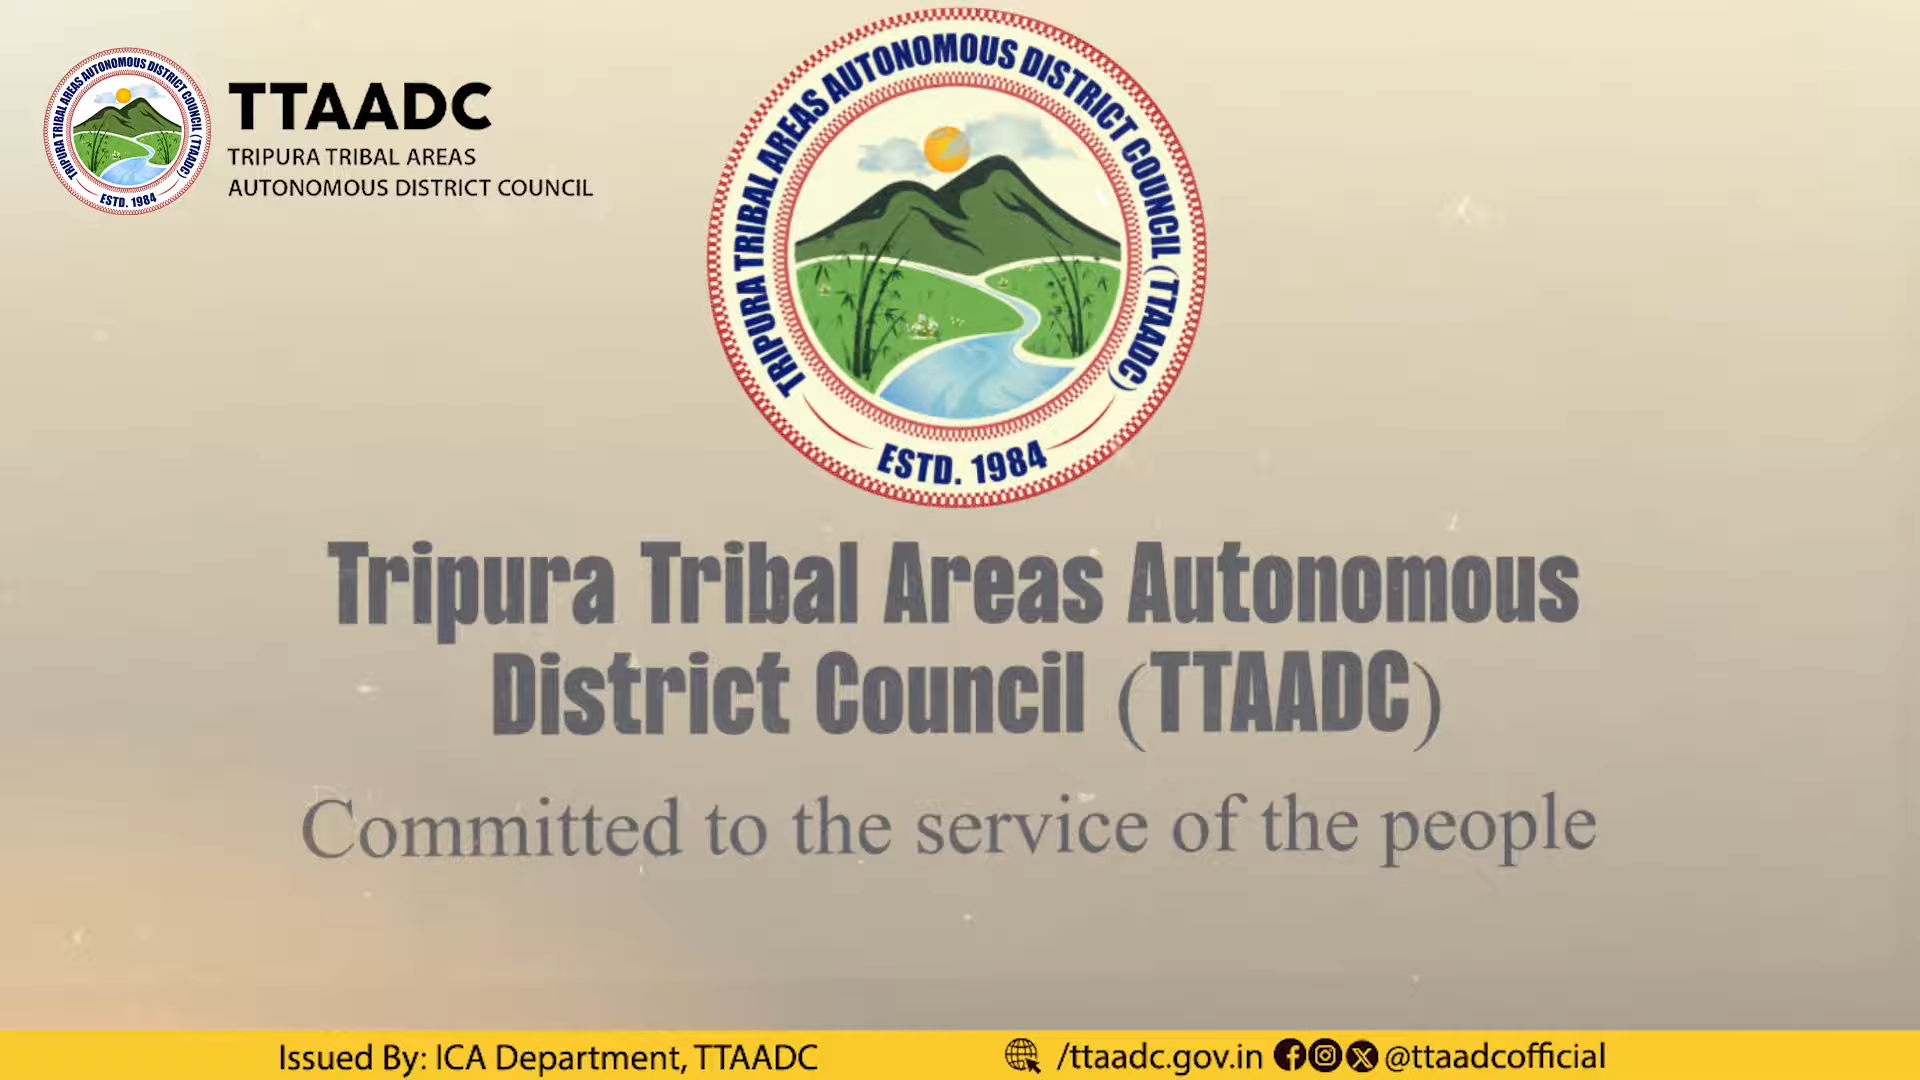 TRIPURA TRIBAL AREAS AUTONOMOUS DISTRICT COUNCIL (TTAADC)
ESTD. 1984
TTAADC
TRIPURA TRIBAL AREAS
AUTONOMOUS DISTRICT COUNCIL
TRIPURA TRIBAL AREAS AUTONOMOUS DISTRICT COUNCIL (TTAADC)
ESTD. 1984
Tripura Tribal Areas Autonomous
District Council (TTAADC)
Committed to the service of the people
Issued By: ICA Department, TTAADC
/ttaadc.gov.in @ttaadcofficial